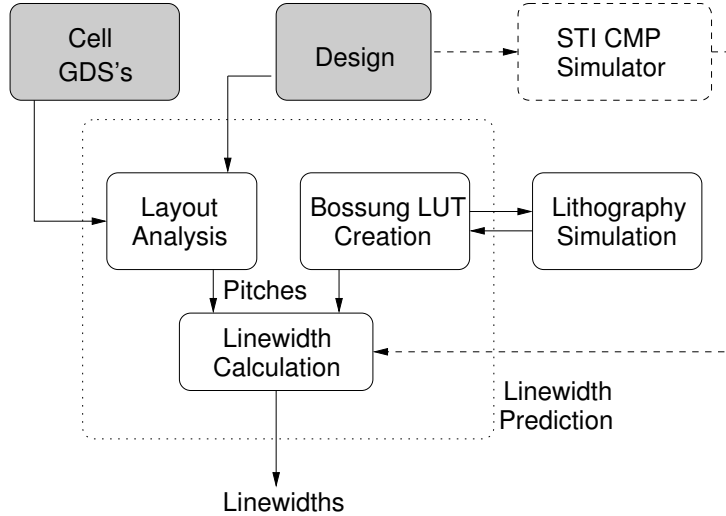 Cell
GDS's
Design
STI CMP
Simulator
Layout
Analysis
Bossung LUT
Creation
Lithography
Simulation
Pitches
Linewidth
Calculation
Linewidth
Prediction
Linewidths